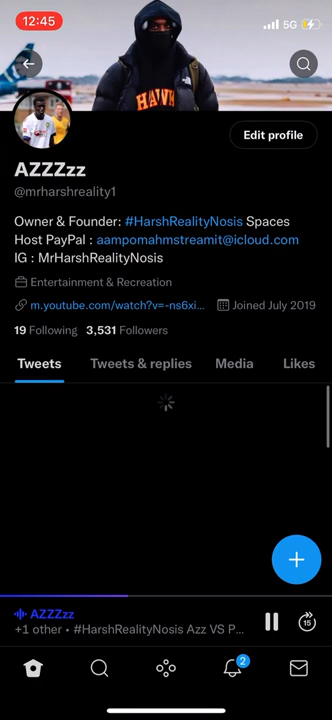 12:45
5G
HAWK
Edit profile
AZZZzz
@mrharshreality1
Owner & Founder: #HarshRealityNosis Spaces
Host PayPal : aampomahmstreamit@icloud.com
IG : MrHarshRealityNosis
Entertainment & Recreation
m.youtube.com/watch?v=-ns6xi... Joined July 2019
19 Following 3,531 Followers
Tweets Tweets & replies Media Likes
AZZZzz
+1 other • #HarshRealityNosis Azz VS P...
15
2